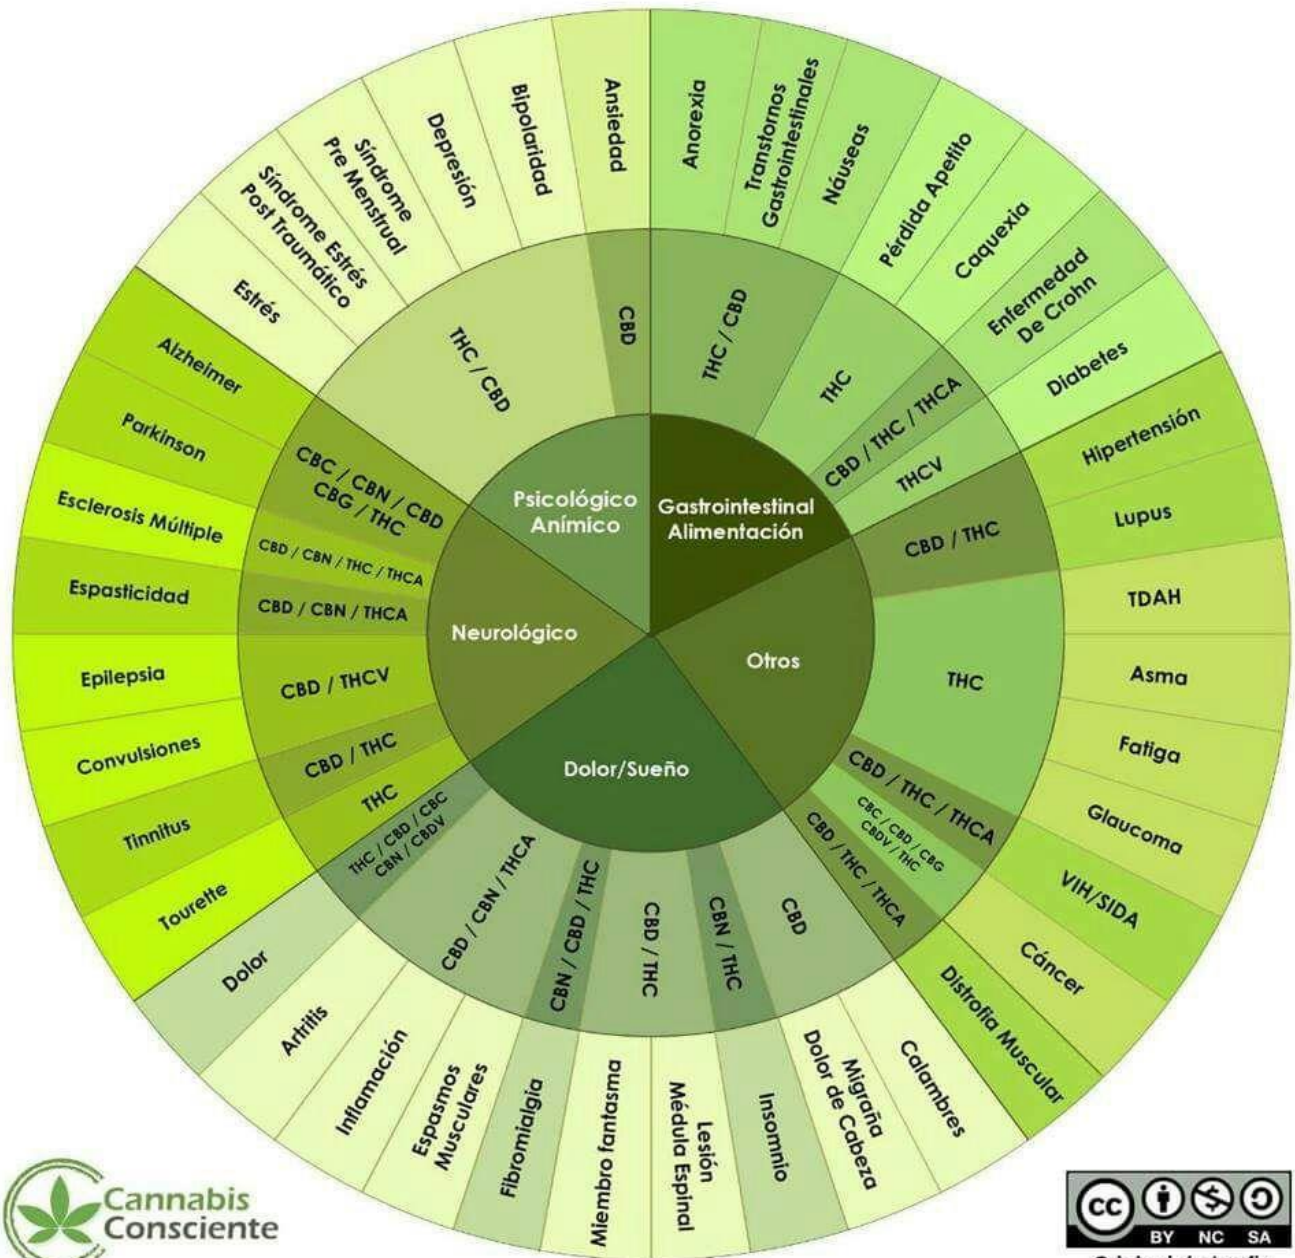 Psicológico
Anímico
CBD
Ansiedad
THC / CBD
Bipolaridad
Depresión
Síndrome
Pre Menstrual
Síndrome Estrés
Post Traumático
Estrés
Gastrointestinal
Alimentación
THC / CBD
Anorexia
Transtornos
Gastrointestinales
Náuseas
THC
Pérdida Apetito
Caquexia
CBD / THC / THCA
Enfermedad
De Crohn
THCV
Diabetes
Otros
CBD / THC
Hipertensión
Lupus
THC
TDAH
Asma
Fatiga
Glaucoma
CBD / THC / THCA
VIH/SIDA
CBC / CBD / CBG
CBDV / THC
Cáncer
CBD / THC / THCA
Distrofia Muscular
Dolor/Sueño
CBD
Calambres
Migraña
Dolor de Cabeza
CBN / THC
Insomnio
CBD / THC
Lesión
Médula Espinal
Miembro fantasma
CBN / CBD / THC
Fibromialgia
CBD / CBN / THCA
Espasmos
Musculares
Inflamación
Artritis
THC / CBD / CBC
CBN / CBDV
Dolor
Neurológico
THC
Tourette
CBD / THC
Tinnitus
CBD / THCV
Convulsiones
Epilepsia
CBD / CBN / THCA
Espasticidad
CBD / CBN / THC / THCA
Esclerosis Múltiple
CBC / CBN / CBD
CBG / THC
Parkinson
Alzheimer
Cannabis
Consciente
cc
BY NC SA